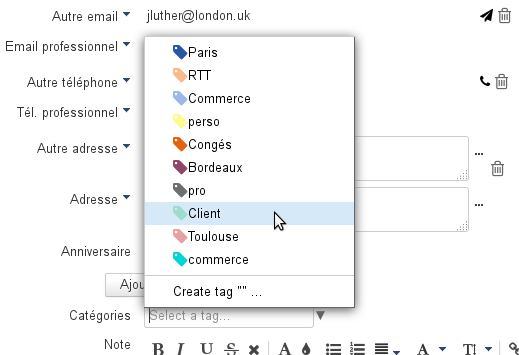 Autre email jluther@london.uk
Email professionnel
Paris
RTT
Autre téléphone
Commerce
Tél. professionnel
perso
Autre adresse
Congés
...
Bordeaux
pro
Adresse
...
Client
Toulouse
Anniversaire
commerce
Ajou
Create tag "" ...
Catégories Select a tag...
Note B I U S A A T